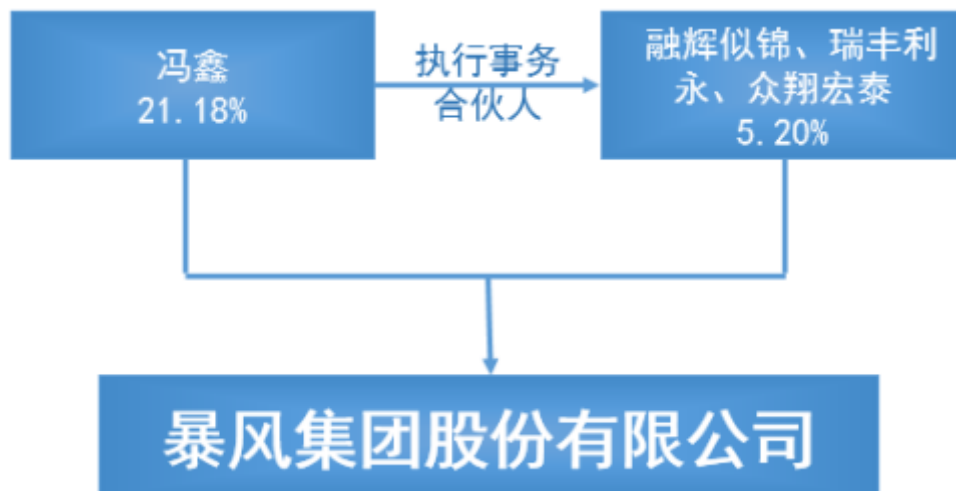 冯鑫
21.18%
执行事务
合伙人
融辉似锦、瑞丰利
永、众翔宏泰
5.20%
暴风集团股份有限公司